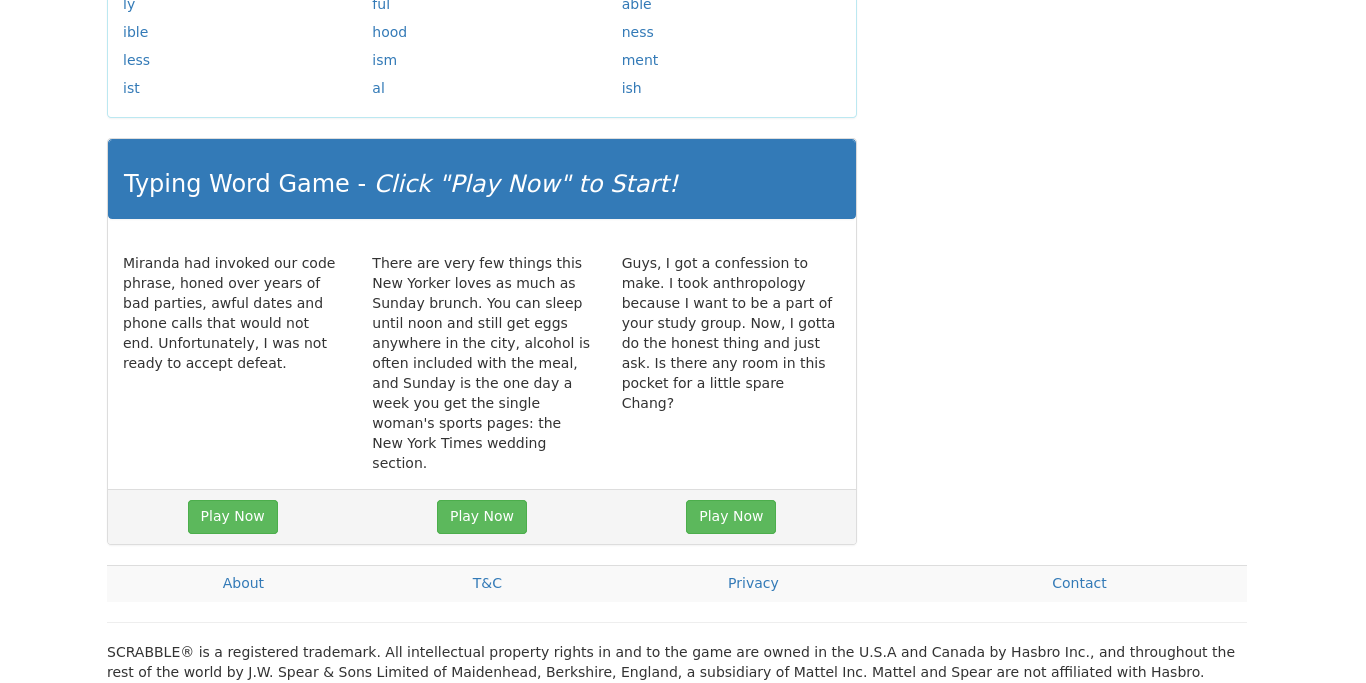 ly ful able
ible hood ness
less ism ment
ist al ish
Typing Word Game - Click "Play Now" to Start!
Miranda had invoked our code
phrase, honed over years of
bad parties, awful dates and
phone calls that would not
end. Unfortunately, I was not
ready to accept defeat.
There are very few things this
New Yorker loves as much as
Sunday brunch. You can sleep
until noon and still get eggs
anywhere in the city, alcohol is
often included with the meal,
and Sunday is the one day a
week you get the single
woman's sports pages: the
New York Times wedding
section.
Guys, I got a confession to
make. I took anthropology
because I want to be a part of
your study group. Now, I gotta
do the honest thing and just
ask. Is there any room in this
pocket for a little spare
Chang?
Play Now Play Now Play Now
About T&C Privacy Contact
SCRABBLE® is a registered trademark. All intellectual property rights in and to the game are owned in the U.S.A and Canada by Hasbro Inc., and throughout the
rest of the world by J.W. Spear & Sons Limited of Maidenhead, Berkshire, England, a subsidiary of Mattel Inc. Mattel and Spear are not affiliated with Hasbro.